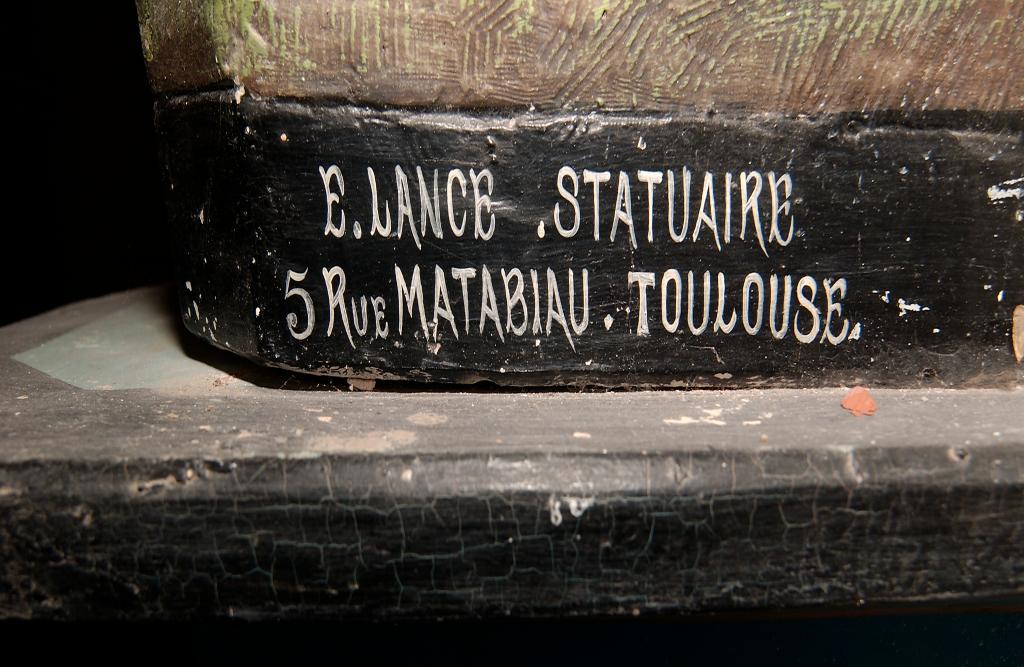 E. LANCE . STATUAIRE
5 RUE MATABIAU . TOULOUSE.